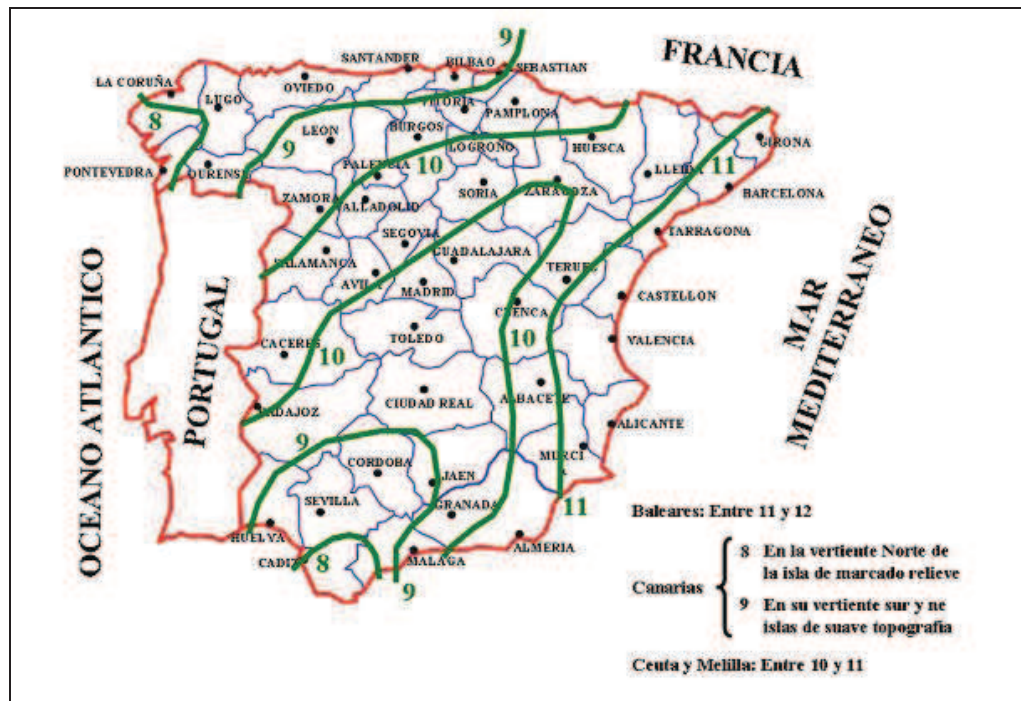 9
FRANCIA
SANTANDER
BILBAO
SEBASTIAN
LA CORUÑA
OVIEDO
LUGO
VITORIA
PAMPLONA
8
LEON
BURGOS
GIRONA
9
LOGROÑO
HUESCA
10
11
PALENCIA
PONTEVEDRA
OURENSE
LLEIDA
ZAMORA
VALLADOLID
SORIA
ZARAGOZA
BARCELONA
SEGOVIA
TARRAGONA
SALAMANCA
GUADALAJARA
AVILA
MADRID
TERUEL
CASTELLON
CUENCA
OCEANO ATLANTICO
PORTUGAL
MAR
MEDITERRANEO
TOLEDO
10
VALENCIA
CACERES
10
CIUDAD REAL
ALBACETE
BADAJOZ
ALICANTE
9
MURCI
CORDOBA
JAEN
SEVILLA
GRANADA
11
HUELVA
ALMERIA
CADIZ
8
MALAGA
9
Baleares: Entre 11 y 12
Canarias
8 En la vertiente Norte de
la isla de marcado relieve
9 En su vertiente sur y ne
islas de suave topografia
Ceuta y Melilla: Entre 10 y 11